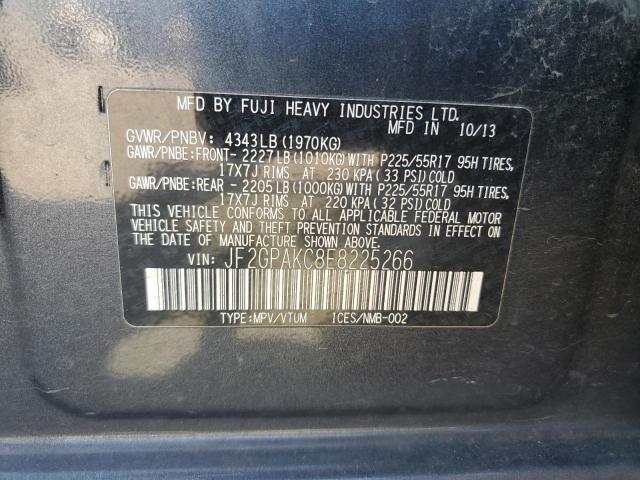 MFD BY FUJI HEAVY INDUSTRIES LTD.
MFD IN 10/13
GVWR/PNBV: 4343LB(1970KG)
GAWR/PNBE:FRONT- 2227LB(1010KG)WITH P225/55R17 95H TIRES,
17X7J RIMS. AT 230 KPA(33 PSI)COLD
GAWR/PNBE:REAR - 2205LB(1000KG)WITH P225/55R17 95H TIRES,
17X7J RIMS. AT 220 KPA(32 PSI)COLD
THIS VEHICLE CONFORMS TO ALL APPLICABLE FEDERAL MOTOR
VEHICLE SAFETY AND THEFT PREVENTION STANDARDS IN EFFECT ON
THE DATE OF MANUFACTURE SHOWN ABOVE.
VIN: JF2GPAKC8E8225266
TYPE:MPV/VTUM ICES/NMB-002